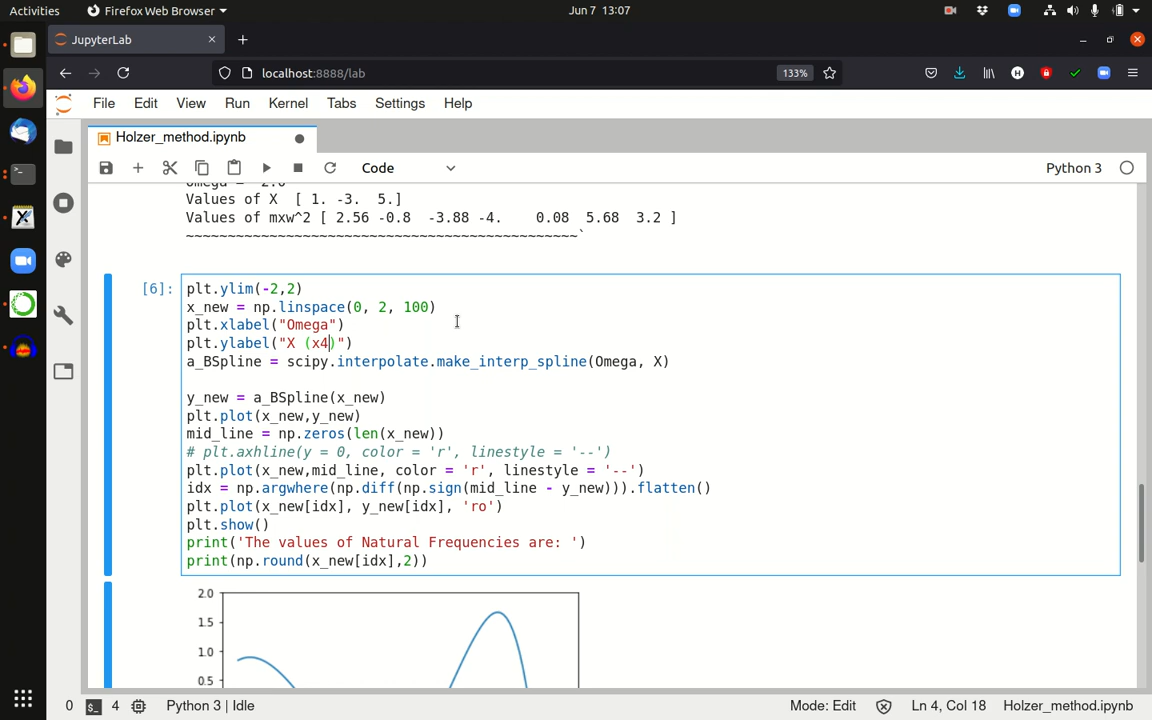 Activities
Firefox Web Browser
Jun 7 13:07
JupyterLab
localhost:8888/lab
133%
File Edit View Run Kernel Tabs Settings Help
Holzer_method.ipynb
Code
Python 3
Values of X [ 1. -3. 5.]
Values of mxw^2 [ 2.56 -0.8 -3.88 -4. 0.08 5.68 3.2 ]
~~~~~~~~~~~~~~~~~~~~~~~~~~~~~~~~~~~~~~~~~~~~~~~`
[6]:
plt.ylim(-2,2)
x_new = np.linspace(0, 2, 100)
plt.xlabel("Omega")
plt.ylabel("X (x4)")
a_BSpline = scipy.interpolate.make_interp_spline(Omega, X)
y_new = a_BSpline(x_new)
plt.plot(x_new,y_new)
mid_line = np.zeros(len(x_new))
# plt.axhline(y = 0, color = 'r', linestyle = '--')
plt.plot(x_new,mid_line, color = 'r', linestyle = '--')
idx = np.argwhere(np.diff(np.sign(mid_line - y_new))).flatten()
plt.plot(x_new[idx], y_new[idx], 'ro')
plt.show()
print('The values of Natural Frequencies are: ')
print(np.round(x_new[idx],2))
2.0
1.5
1.0
0.5
0 4 Python 3 | Idle
Mode: Edit Ln 4, Col 18 Holzer_method.ipynb